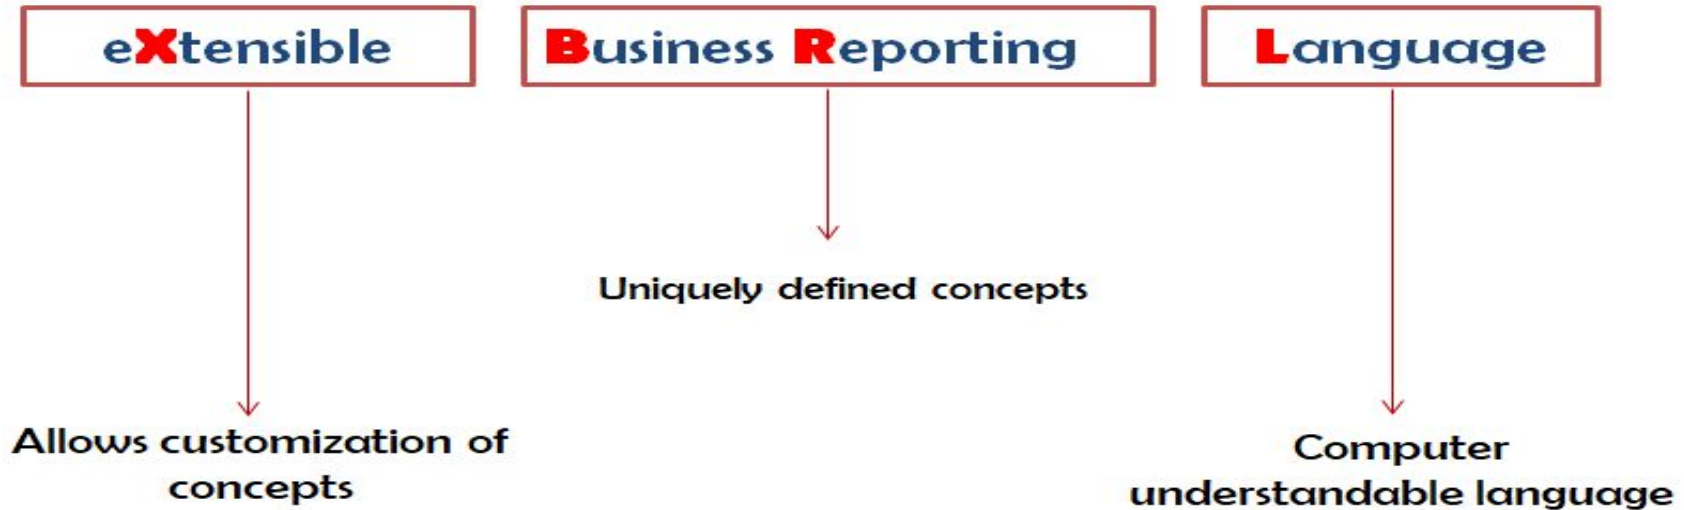 eXtensible
Business Reporting
Language
Uniquely defined concepts
Allows customization of
concepts
Computer
understandable language